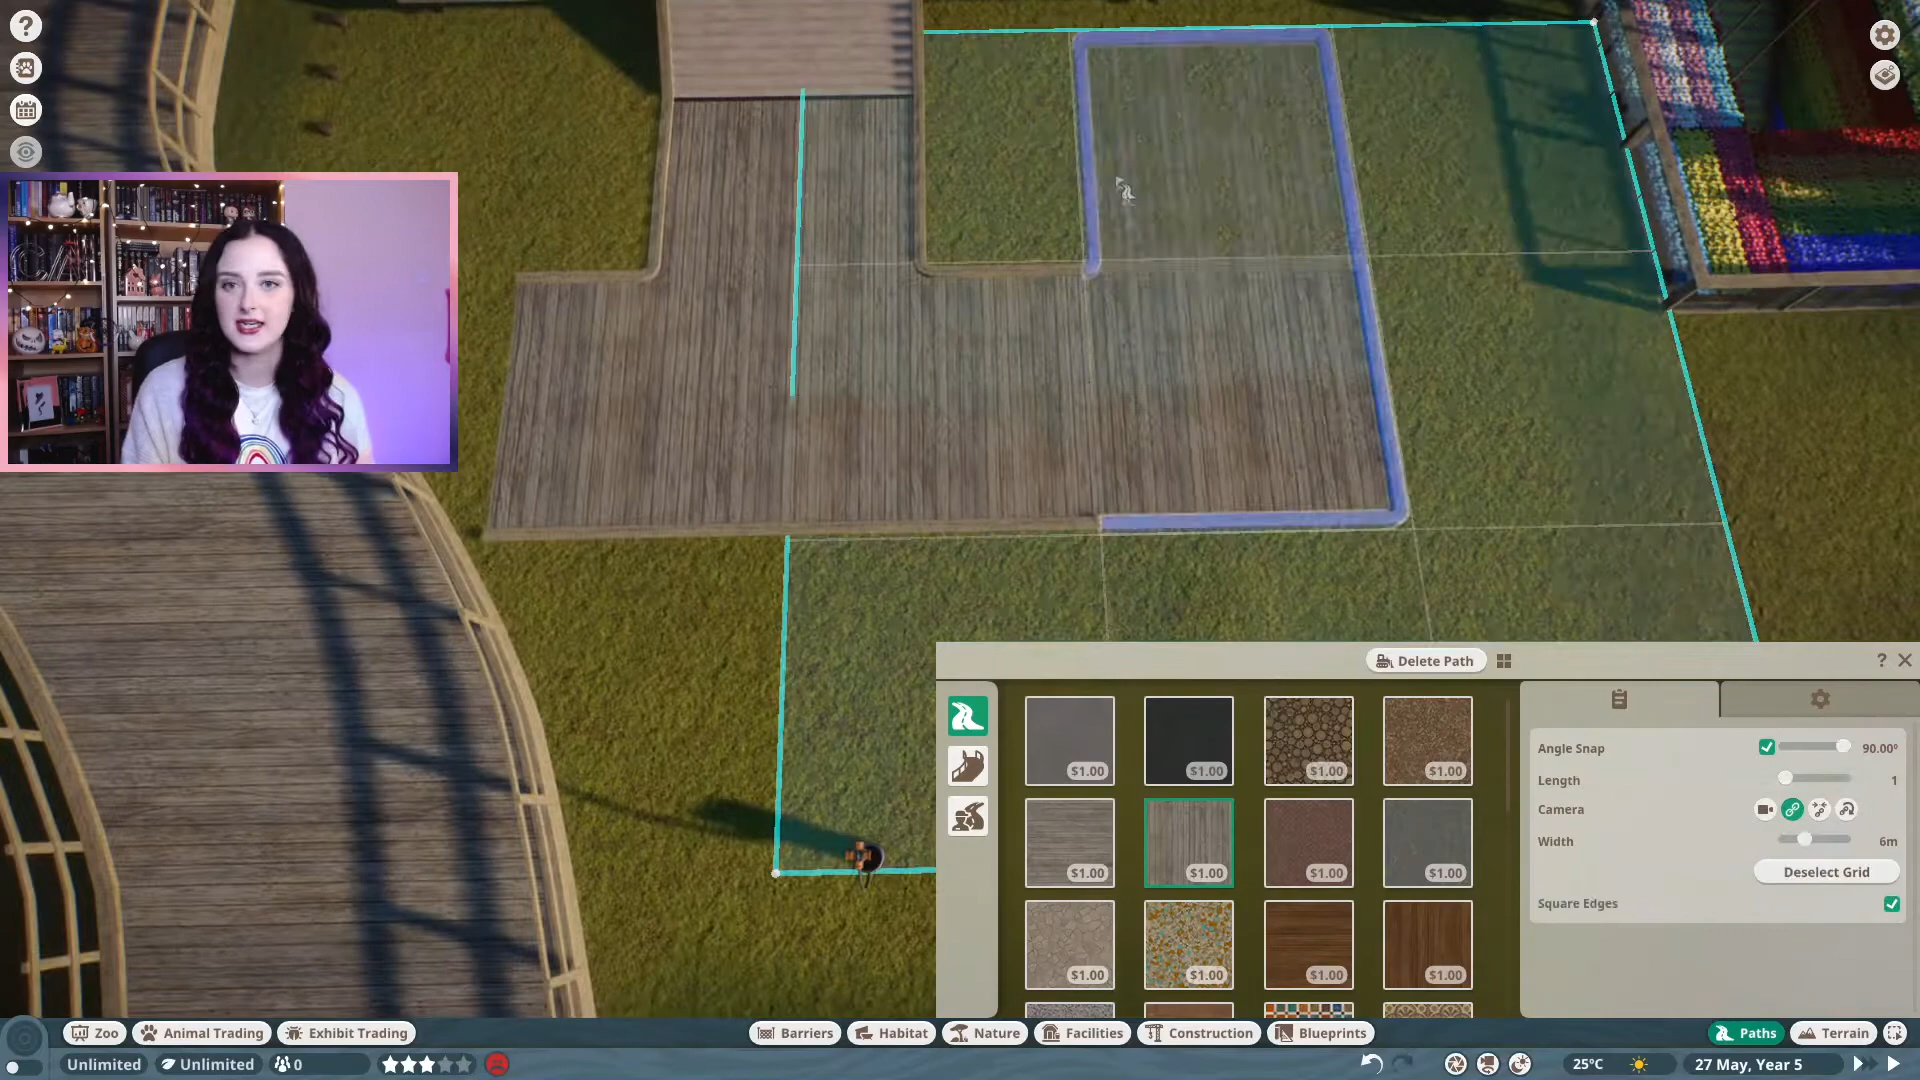 ?
Delete Path
?
$1.00 $1.00 $1.00 $1.00
Angle Snap 90.00º
Length 1
Camera
Width 6m
Deselect Grid
$1.00 $1.00 $1.00 $1.00
Square Edges
$1.00 $1.00 $1.00 $1.00
Zoo Animal Trading Exhibit Trading Barriers Habitat Nature Facilities Construction Blueprints Paths Terrain
Unlimited Unlimited 0 25ºC 27 May, Year 5